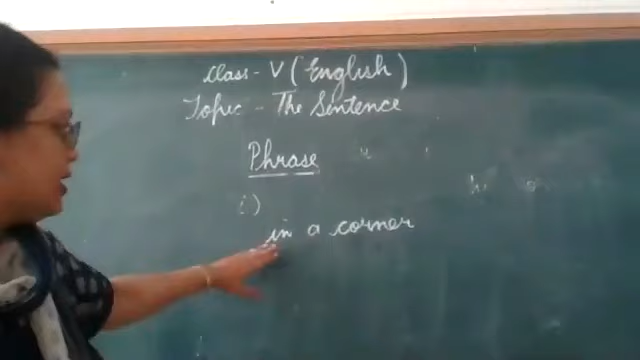 Class - V (English)
Topic - The Sentence
Phrase
i)
in a corner